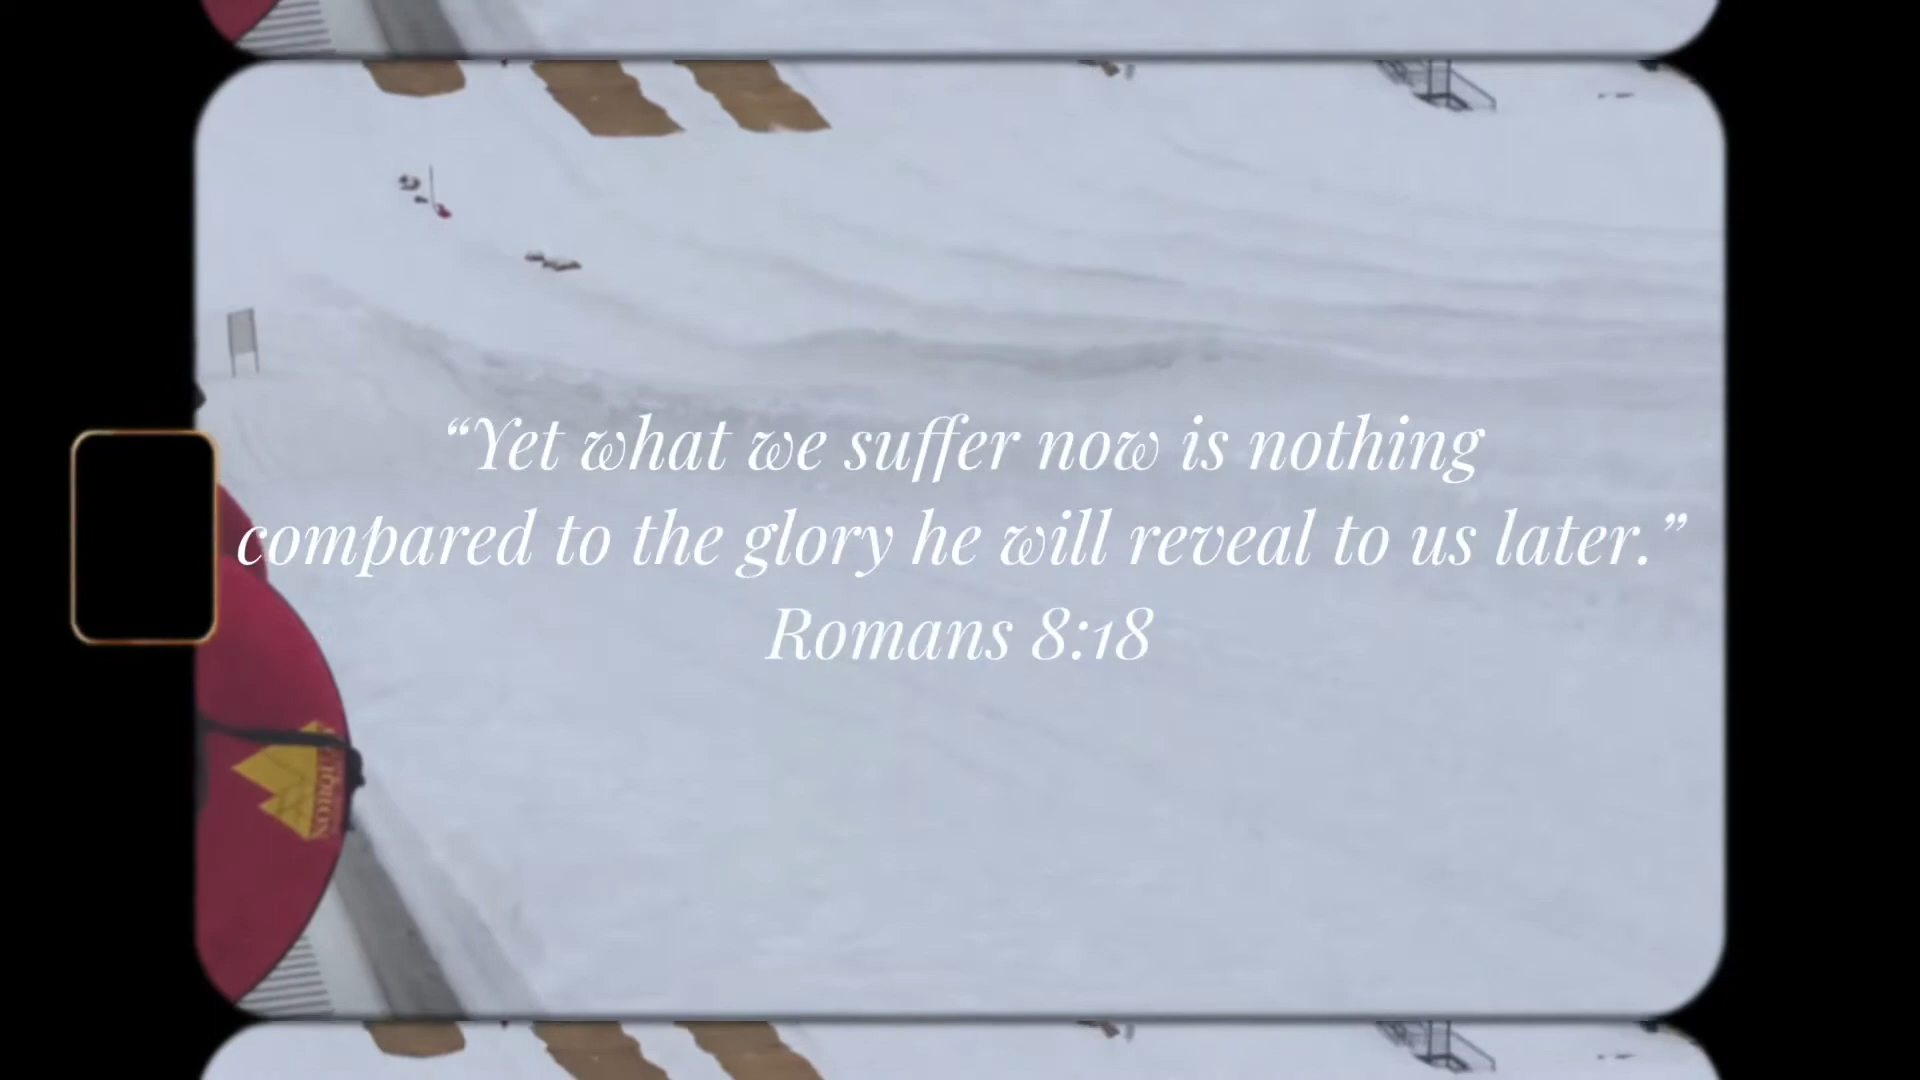 “Yet what we suffer now is nothing
compared to the glory he will reveal to us later.”
Romans 8:18